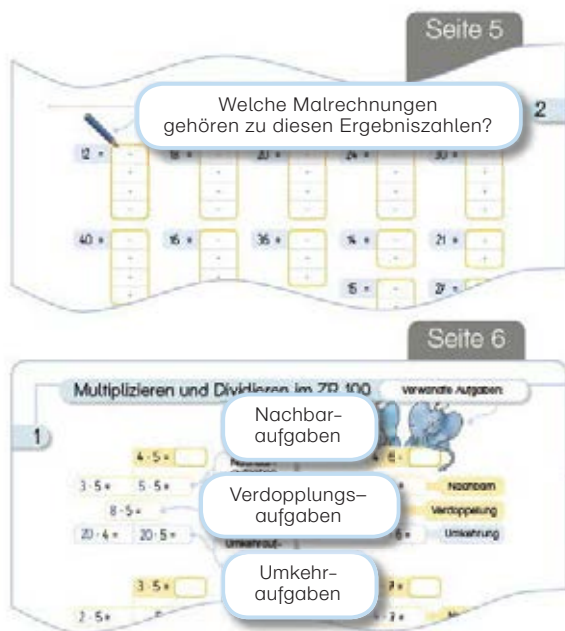 Seite 5
Welche Malrechnungen
gehören zu diesen Ergebniszahlen?
2
12 = 18 = 20 = 24 = 30 =
40 = 16 = 36 = 14 = 21 =
15 = 27 =
Seite 6
Multiplizieren und Dividieren im ZR 100
Verwandte Aufgaben:
1
Nachbar-
aufgaben
4 · 5 =
3 · 5 = 5 · 5 =
Nachbarn
Verdopplungs–
aufgaben
8 · 5 =
Verdoppelung
20 : 4 = 20 : 5 =
Umkehrung
Umkehr-
aufgaben
3 · 5 =
2 · 5 =